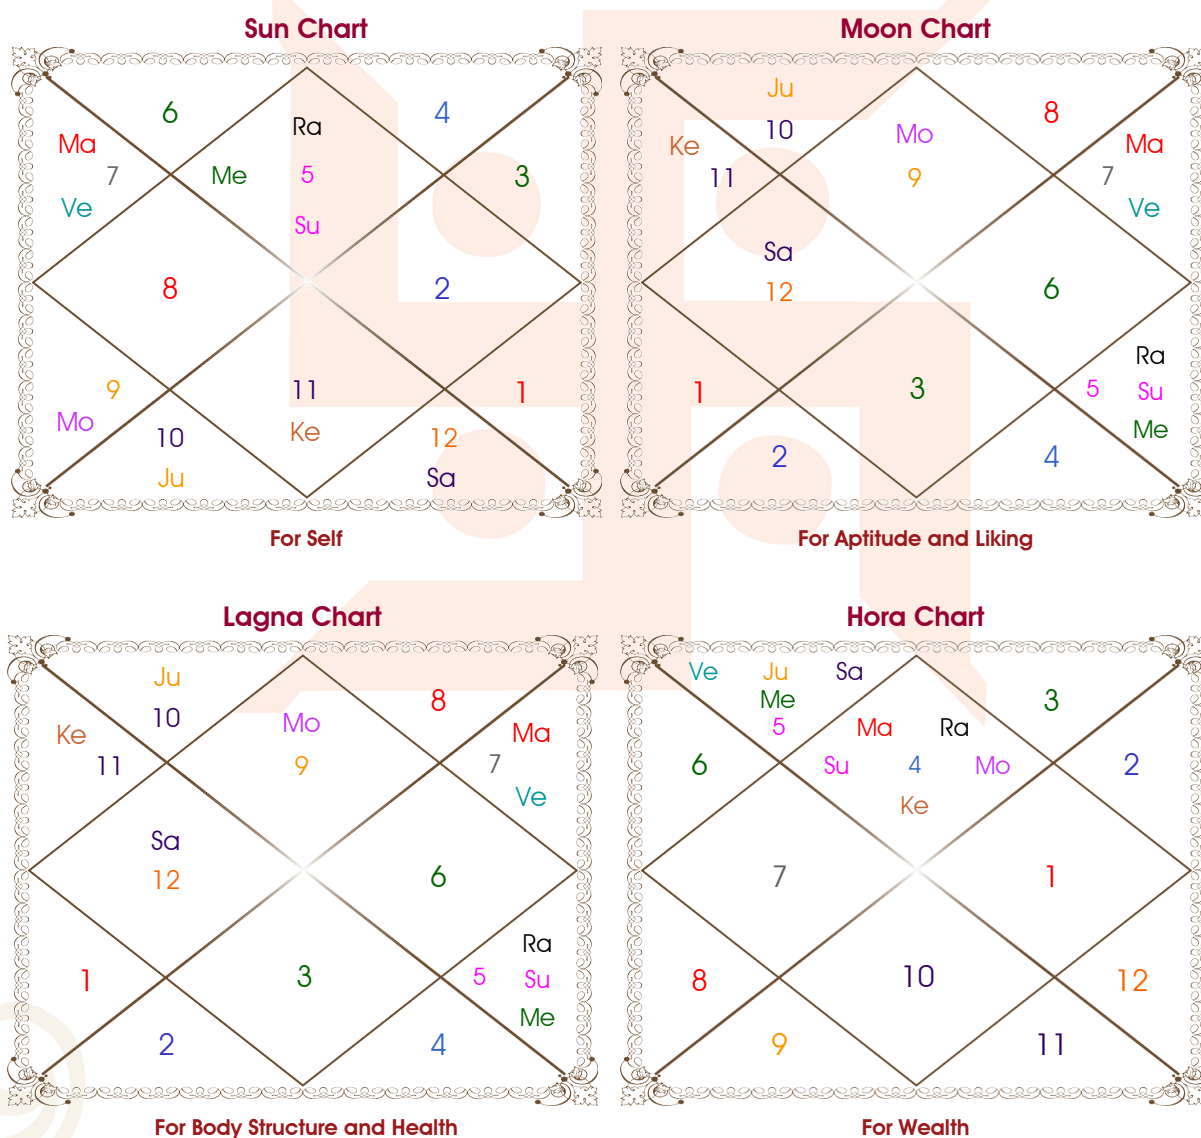 Sun Chart
6
4
Ra
Ma
7
Me
5
3
Ve
Su
8
2
9
11
1
Mo
10
Ke
12
Ju
Sa
For Self
Moon Chart
Ju
10
8
Mo
Ke
Ma
11
9
7
Ve
Sa
12
6
Ra
1
3
5
Su
Me
2
4
For Aptitude and Liking
Lagna Chart
Ju
10
8
Mo
Ke
Ma
11
9
7
Ve
Sa
12
6
Ra
1
3
5
Su
Me
2
4
For Body Structure and Health
Hora Chart
Ve
Ju
Sa
Me
3
5
Ma
Ra
6
Su
4
Mo
2
Ke
7
1
8
10
12
9
11
For Wealth